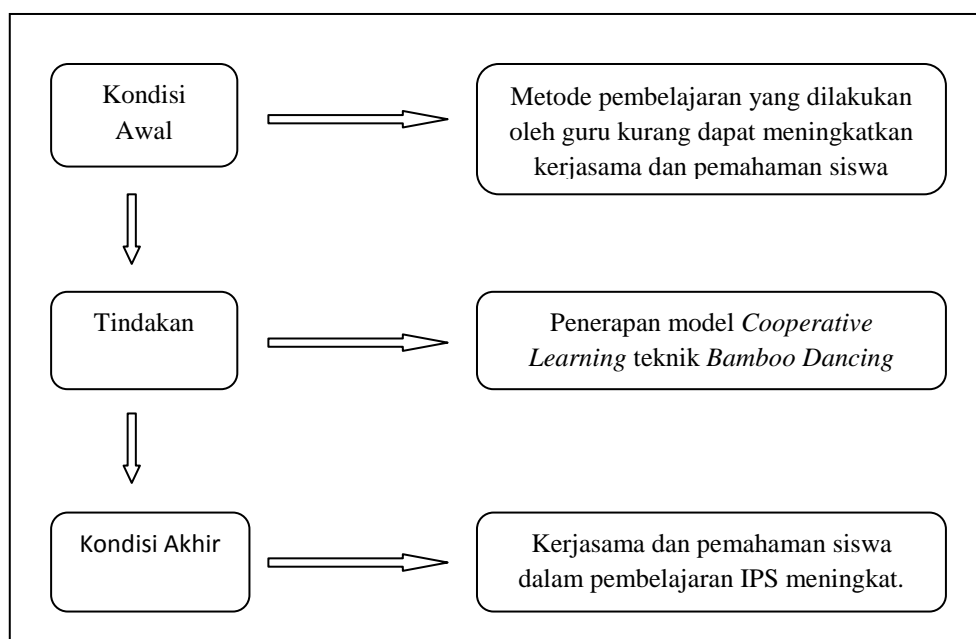 Kondisi
Awal
Metode pembelajaran yang dilakukan
oleh guru kurang dapat meningkatkan
kerjasama dan pemahaman siswa
Tindakan
Penerapan model Cooperative
Learning teknik Bamboo Dancing
Kondisi Akhir
Kerjasama dan pemahaman siswa
dalam pembelajaran IPS meningkat.